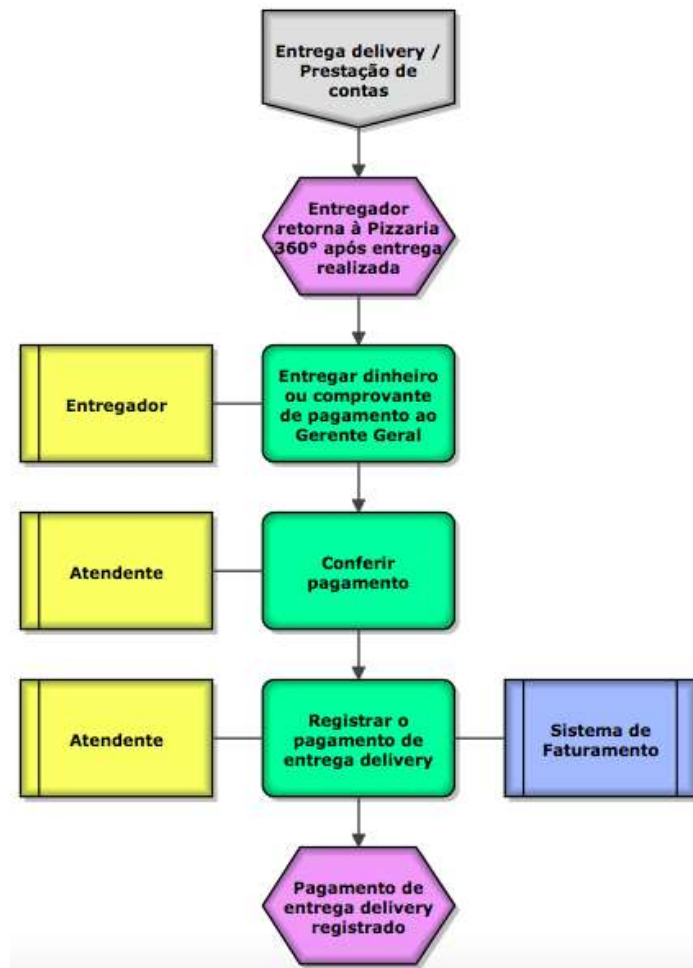 Entrega delivery /
Prestação de
contas
Entregador
retorna à Pizzaria
360° após entrega
realizada
Entregador
Entregar dinheiro
ou comprovante
de pagamento ao
Gerente Geral
Atendente
Conferir
pagamento
Atendente
Registrar o
pagamento de
entrega delivery
Sistema de
Faturamento
Pagamento de
entrega delivery
registrado